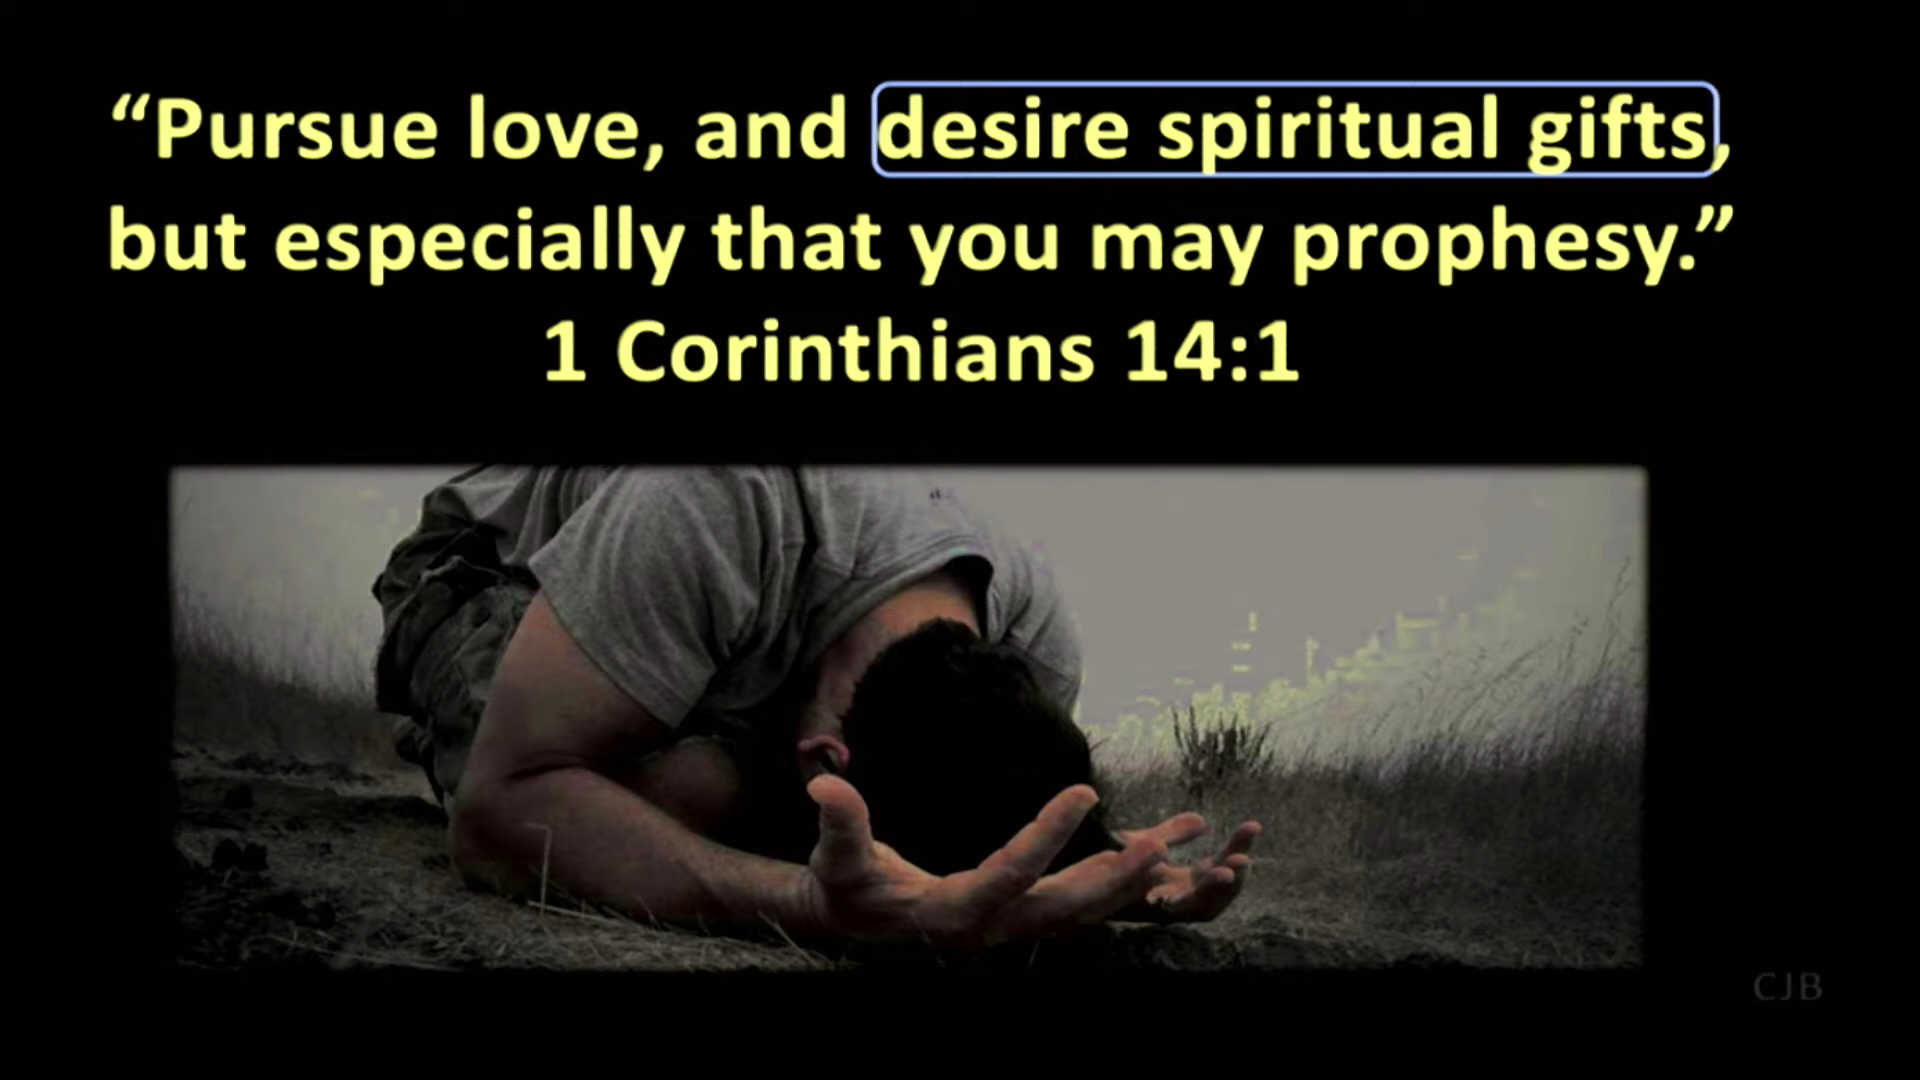 “Pursue love, and desire spiritual gifts,
but especially that you may prophesy.”
1 Corinthians 14:1
CJB